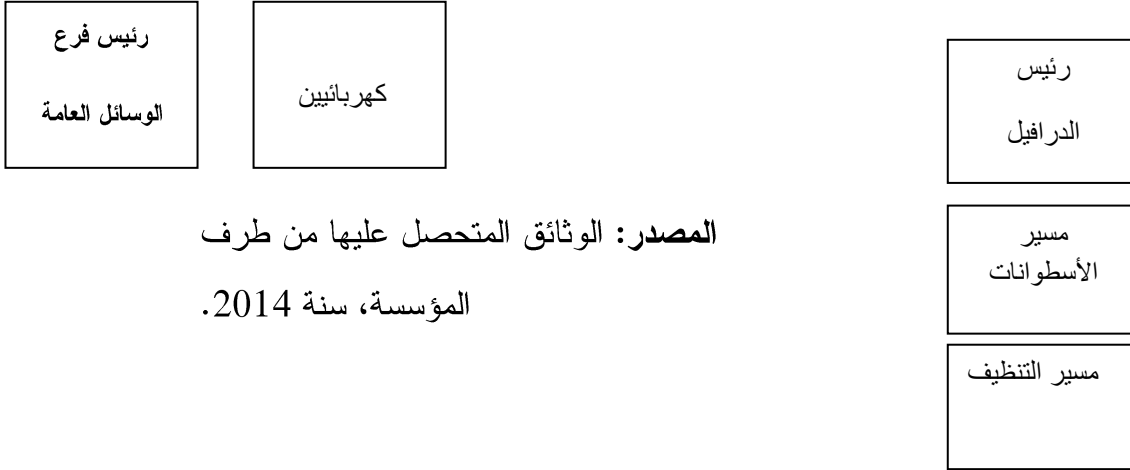 رئيس
الدرافيل
مسير
الأسطوانات
مسير التنظيف
كهربائيين
رئيس فرع
الوسائل العامة
المصدر: الوثائق المتحصل عليها من طرف
المؤسسة، سنة 2014.